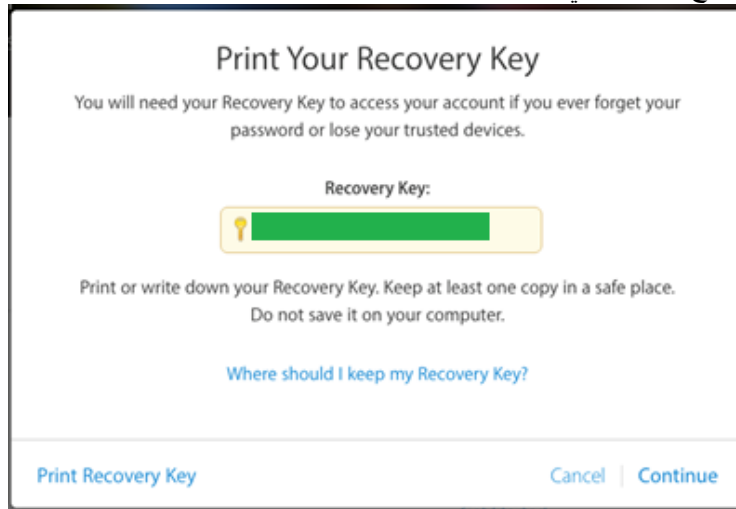 Print Your Recovery Key
You will need your Recovery Key to access your account if you ever forget your
password or lose your trusted devices.
Recovery Key:
Print or write down your Recovery Key. Keep at least one copy in a safe place.
Do not save it on your computer.
Where should I keep my Recovery Key?
Print Recovery Key
Cancel | Continue